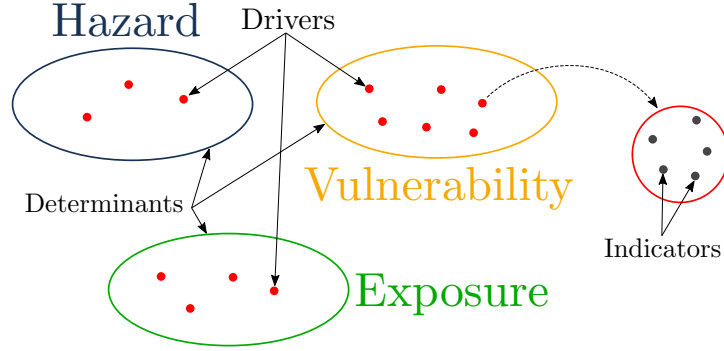 Hazard
Drivers
Vulnerability
Determinants
Indicators
Exposure